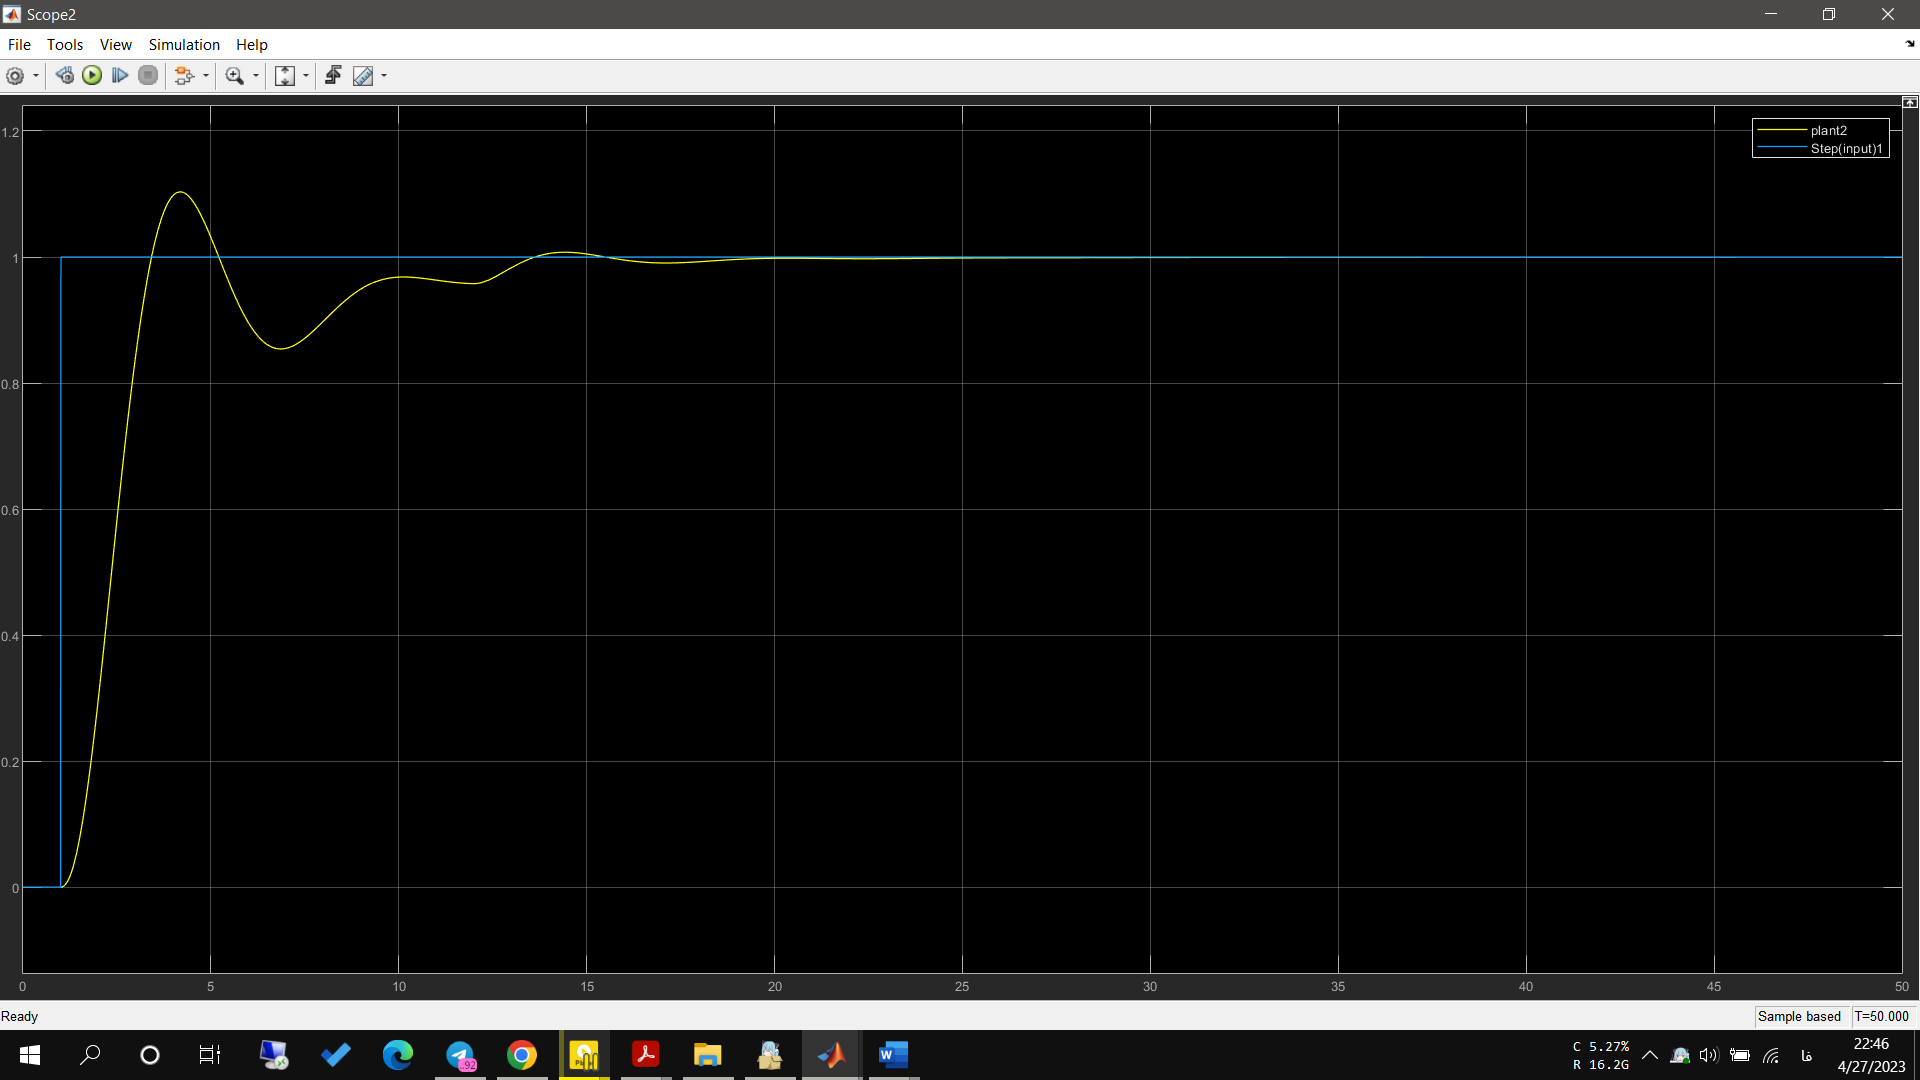 Scope2
File Tools View Simulation Help
plant2
Step(input)1
1.2
1
0.8
0.6
0.4
0.2
0
0 5 10 15 20 25 30 35 40 45 50
Ready
Sample based T=50.000
92
C 5.27%
R 16.2G
فا
22:46
4/27/2023